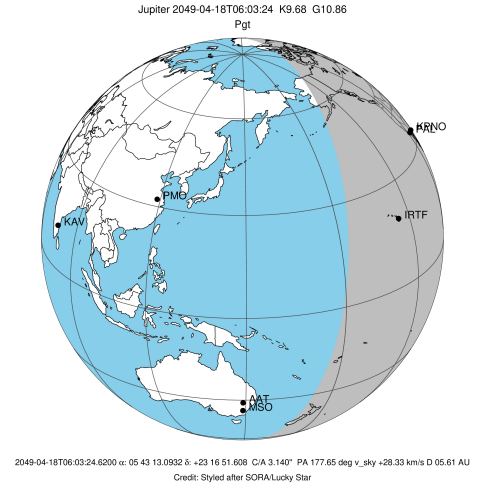 Jupiter 2049-04-18T06:03:24  K9.68  G10.86
Pgt
KPNO
PAL
PMO
IRTF
KAV
AAT
MSO
2049-04-18T06:03:24.6200 α: 05 43 13.0932 δ: +23 16 51.608  C/A 3.140"  PA 177.65 deg v_sky +28.33 km/s D 05.61 AU
Credit: Styled after SORA/Lucky Star